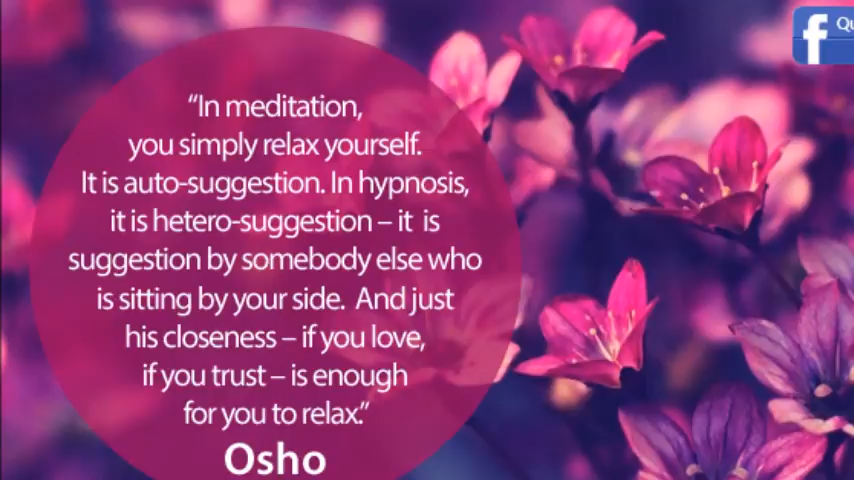 “In meditation,
you simply relax yourself.
It is auto-suggestion. In hypnosis,
it is hetero-suggestion – it is
suggestion by somebody else who
is sitting by your side. And just
his closeness – if you love,
if you trust – is enough
for you to relax.”
Osho